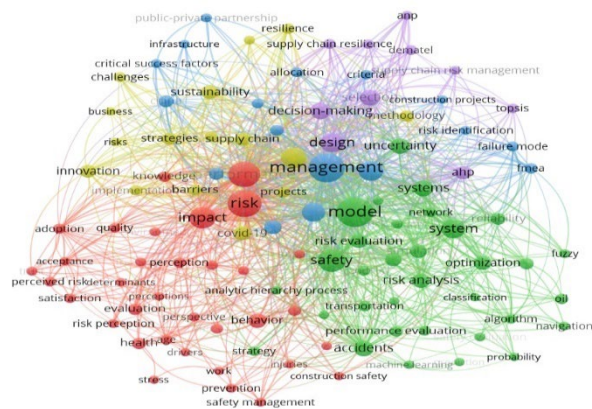 public-private partnership
anp
infrastructure
resilience
supply chain resilience
dematel
critical success factors
allocation
criteria
supply chain risk management
challenges
sustainability
selection
construction projects
decision-making
methodology
topsis
business
design
risk identification
strategies
supply chain
uncertainty
failure mode
risks
management
fmea
innovation
knowledge
ahp
implementation
barriers
projects
systems
risk
model
network
reliability
impact
adoption
quality
covid-19
risk evaluation
system
acceptance
perception
safety
optimization
fuzzy
perceived risk
determinants
perceptions
analytic hierarchy process
risk analysis
classification
oil
satisfaction
evaluation
transportation
perspective
behavior
algorithm
navigation
risk perception
performance evaluation
health
drivers
strategy
accidents
injuries
machine learning
probability
stress
work
construction safety
prevention
safety management